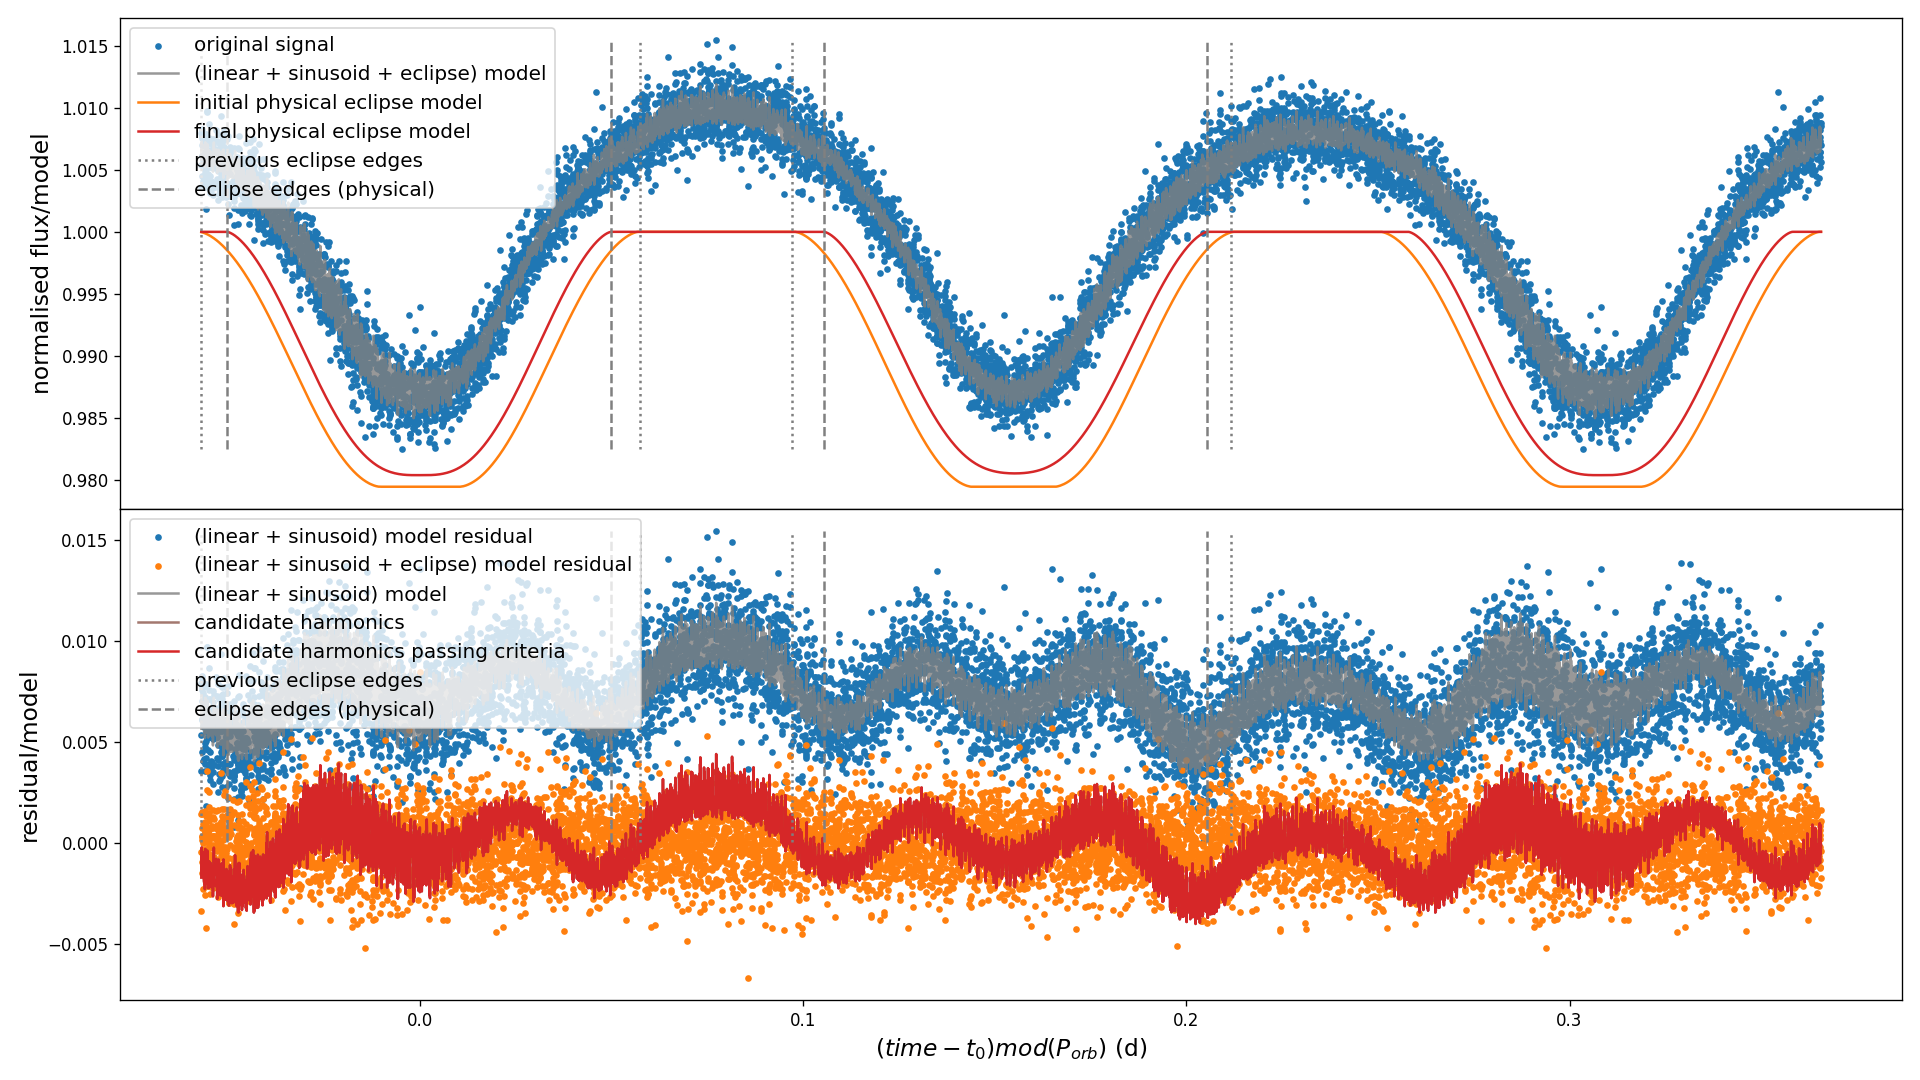 1.015
1.010
1.005
1.000
0.995
0.990
0.985
0.980
normalised flux/model
original signal
(linear + sinusoid + eclipse) model
initial physical eclipse model
final physical eclipse model
previous eclipse edges
eclipse edges (physical)
0.015
0.010
0.005
0.000
−0.005
residual/model
(linear + sinusoid) model residual
(linear + sinusoid + eclipse) model residual
(linear + sinusoid) model
candidate harmonics
candidate harmonics passing criteria
previous eclipse edges
eclipse edges (physical)
0.0 0.1 0.2 0.3
(time − t₀)mod(P_orb) (d)